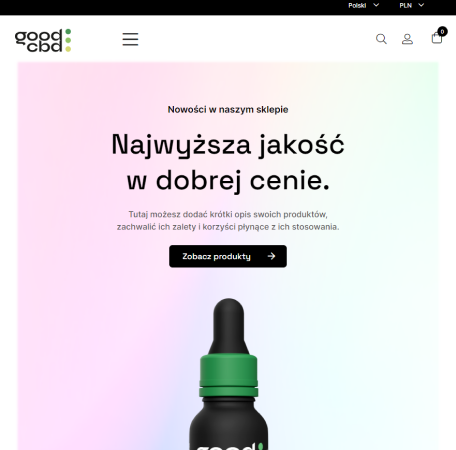 Polski
PLN
good
cbd
0
Nowości w naszym sklepie
Najwyższa jakość
w dobrej cenie.
Tutaj możesz dodać krótki opis swoich produktów,
zachwalić ich zalety i korzyści płynące z ich stosowania.
Zobacz produkty
good